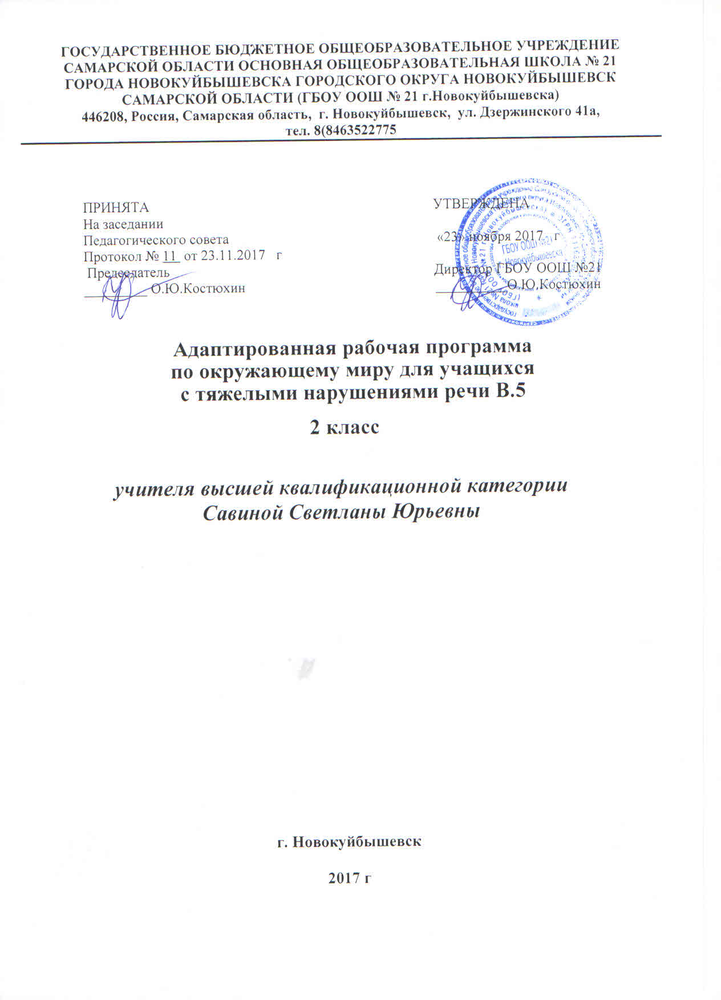 ГОСУДАРСТВЕННОЕ БЮДЖЕТНОЕ ОБЩЕОБРАЗОВАТЕЛЬНОЕ УЧРЕЖДЕНИЕ
САМАРСКОЙ ОБЛАСТИ ОСНОВНАЯ ОБЩЕОБРАЗОВАТЕЛЬНАЯ ШКОЛА № 21
ГОРОДА НОВОКУЙБЫШЕВСКА ГОРОДСКОГО ОКРУГА НОВОКУЙБЫШЕВСК
САМАРСКОЙ ОБЛАСТИ (ГБОУ ООШ № 21 г.Новокуйбышевска)
446208, Россия, Самарская область, г. Новокуйбышевск, ул. Дзержинского 41а,
тел. 8(8463522775
ПРИНЯТА
На заседании
Педагогического совета
Протокол № 11 от 23.11.2017 г
Председатель
_________ О.Ю.Костюхин
УТВЕРЖДЕНА
«23» ноября 2017 г
Директор ГБОУ ООШ №21
__________О.Ю.Костюхин
ГБОУ ООШ №21
г. Новокуйбышевска
Адаптированная рабочая программа
по окружающему миру для учащихся
с тяжелыми нарушениями речи В.5
2 класс
учителя высшей квалификационной категории
Савиной Светланы Юрьевны
г. Новокуйбышевск
2017 г